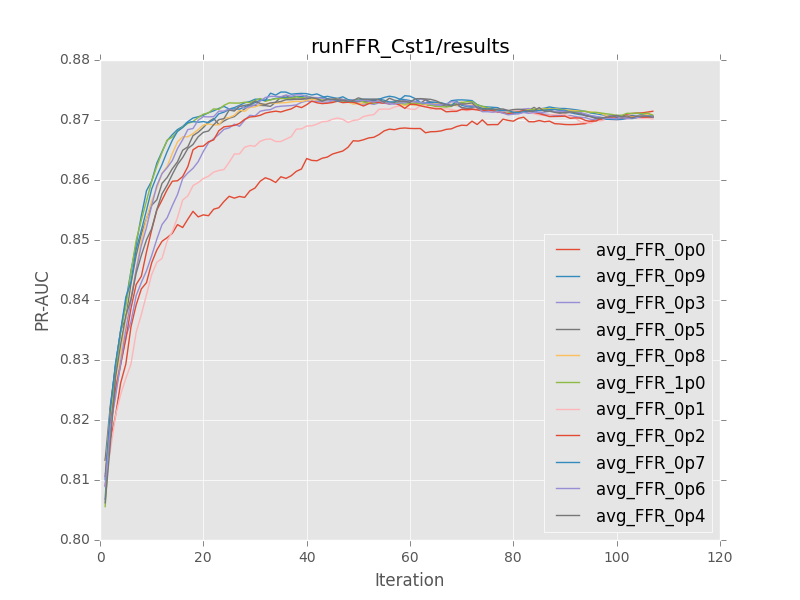 runFFR_Cst1/results
0.88
0.87
0.86
0.85
0.84
0.83
0.82
0.81
0.80
PR-AUC
avg_FFR_0p0
avg_FFR_0p9
avg_FFR_0p3
avg_FFR_0p5
avg_FFR_0p8
avg_FFR_1p0
avg_FFR_0p1
avg_FFR_0p2
avg_FFR_0p7
avg_FFR_0p6
avg_FFR_0p4
0 20 40 60 80 100 120
Iteration